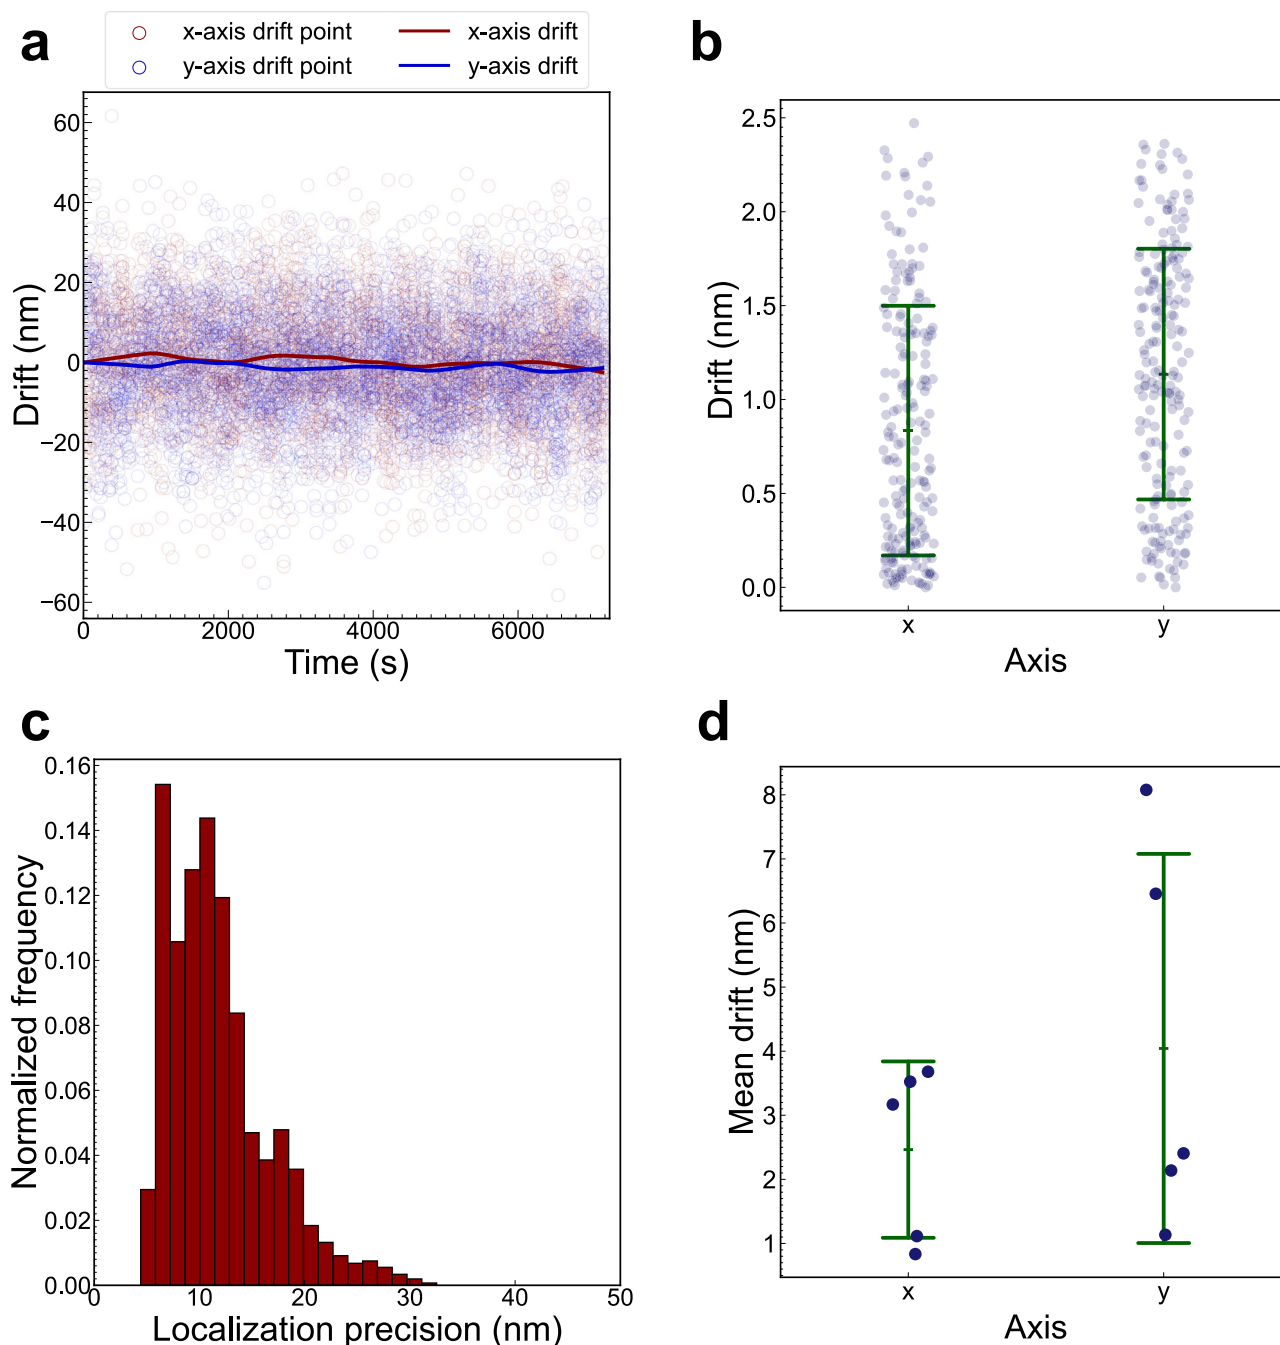 a
x-axis drift point
x-axis drift
y-axis drift point
y-axis drift
60
40
20
0
−20
−40
−60
Drift (nm)
0 2000 4000 6000
Time (s)
b
2.5
2.0
1.5
1.0
0.5
0.0
Drift (nm)
x y
Axis
c
0.16
0.14
0.12
0.10
0.08
0.06
0.04
0.02
0.00
Normalized frequency
0 10 20 30 40 50
Localization precision (nm)
d
8
7
6
5
4
3
2
1
Mean drift (nm)
x y
Axis